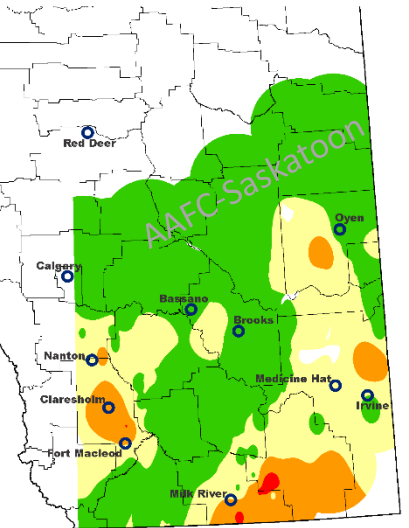 Red Deer
AAFC-Saskatoon
Oyen
Calgary
Bassano
Brooks
Nanton
Medicine Hat
Claresholm
Irvine
Fort Macleod
Milk River